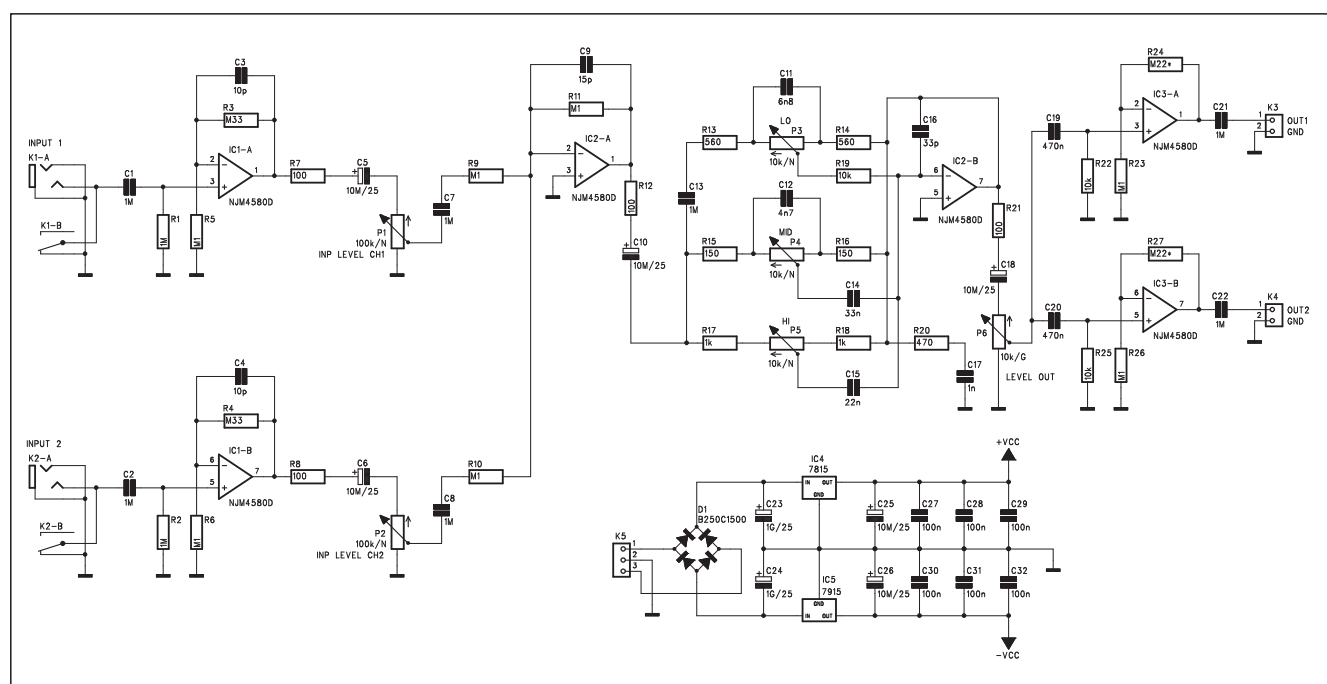 INPUT 1
K1-A
K1-B
C1
1M
R1
1M
R5
M1
C3
10p
R3
M33
IC1-A
2
3
1
NJM4580D
R7
100
C5
+
10M/25
P1
100k/N
INP LEVEL CH1
C7
1M
R9
M1
C9
15p
R11
M1
IC2-A
2
3
1
NJM4580D
R12
100
C10
+
10M/25
C13
1M
R13
560
C11
6n8
LO
P3
10k/N
R14
560
R19
10k
C12
4n7
R15
150
MID
P4
10k/N
R16
150
C14
33n
R17
1k
HI
P5
10k/N
R18
1k
C15
22n
R20
470
C17
1n
C16
33p
IC2-B
6
5
7
NJM4580D
R21
100
C18
+
10M/25
P6
10k/G
LEVEL OUT
C19
470n
R22
10k
R23
M1
R24
M22*
IC3-A
2
3
1
NJM4580D
C21
1M
K3
1
2
OUT1
GND
C20
470n
R25
10k
R26
M1
R27
M22*
IC3-B
6
5
7
NJM4580D
C22
1M
K4
1
2
OUT2
GND
INPUT 2
K2-A
K2-B
C2
1M
R2
1M
R6
M1
C4
10p
R4
M33
IC1-B
6
5
7
NJM4580D
R8
100
C6
+
10M/25
P2
100k/N
INP LEVEL CH2
C8
1M
R10
M1
K5
1
2
3
D1
B250C1500
C23
+
1G/25
C24
+
1G/25
IC4
7815
IN
OUT
GND
IC5
7915
GND
IN
OUT
C25
+
10M/25
C26
+
10M/25
C27
100n
C28
100n
C29
100n
C30
100n
C31
100n
C32
100n
+VCC
-VCC